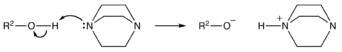 R²-O-H :N N R²-O⁻ H-N⁺ N